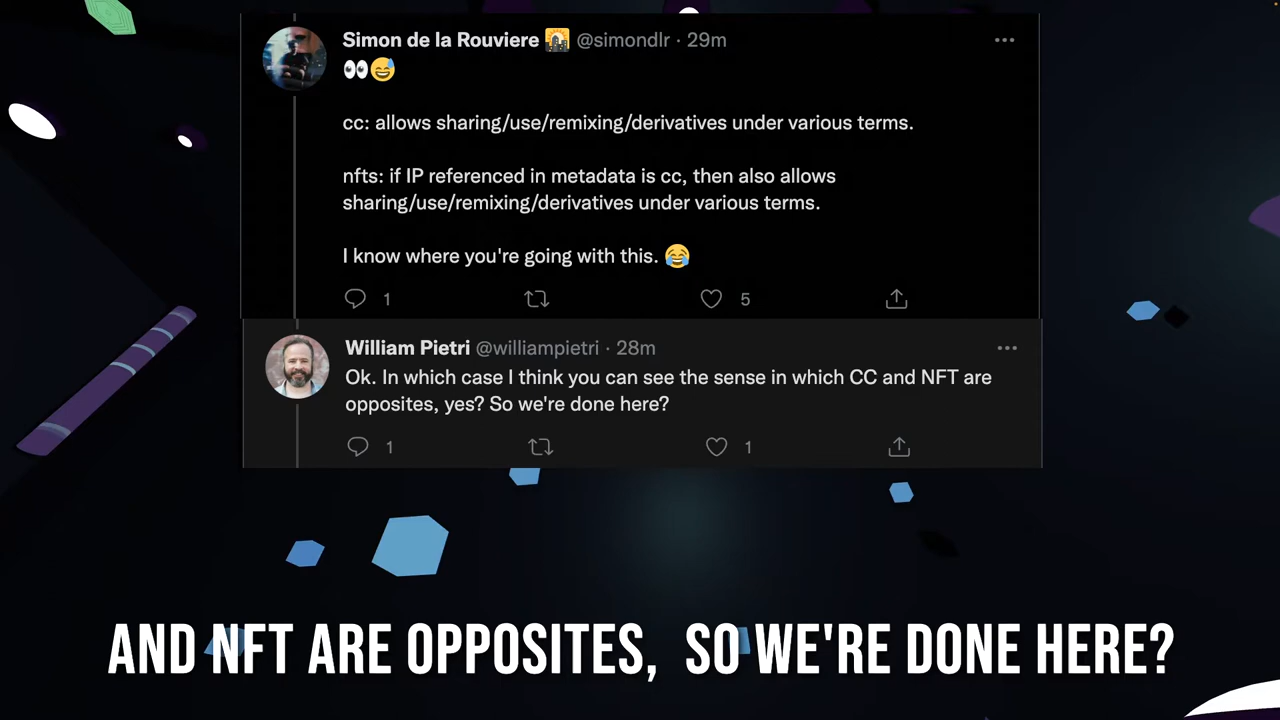 Simon de la Rouviere 🌇 @simondlr · 29m
👀😅
cc: allows sharing/use/remixing/derivatives under various terms.
nfts: if IP referenced in metadata is cc, then also allows
sharing/use/remixing/derivatives under various terms.
I know where you're going with this. 😂
1 5
William Pietri @williampietri · 28m
Ok. In which case I think you can see the sense in which CC and NFT are
opposites, yes? So we're done here?
1 1
AND NFT ARE OPPOSITES, SO WE'RE DONE HERE?